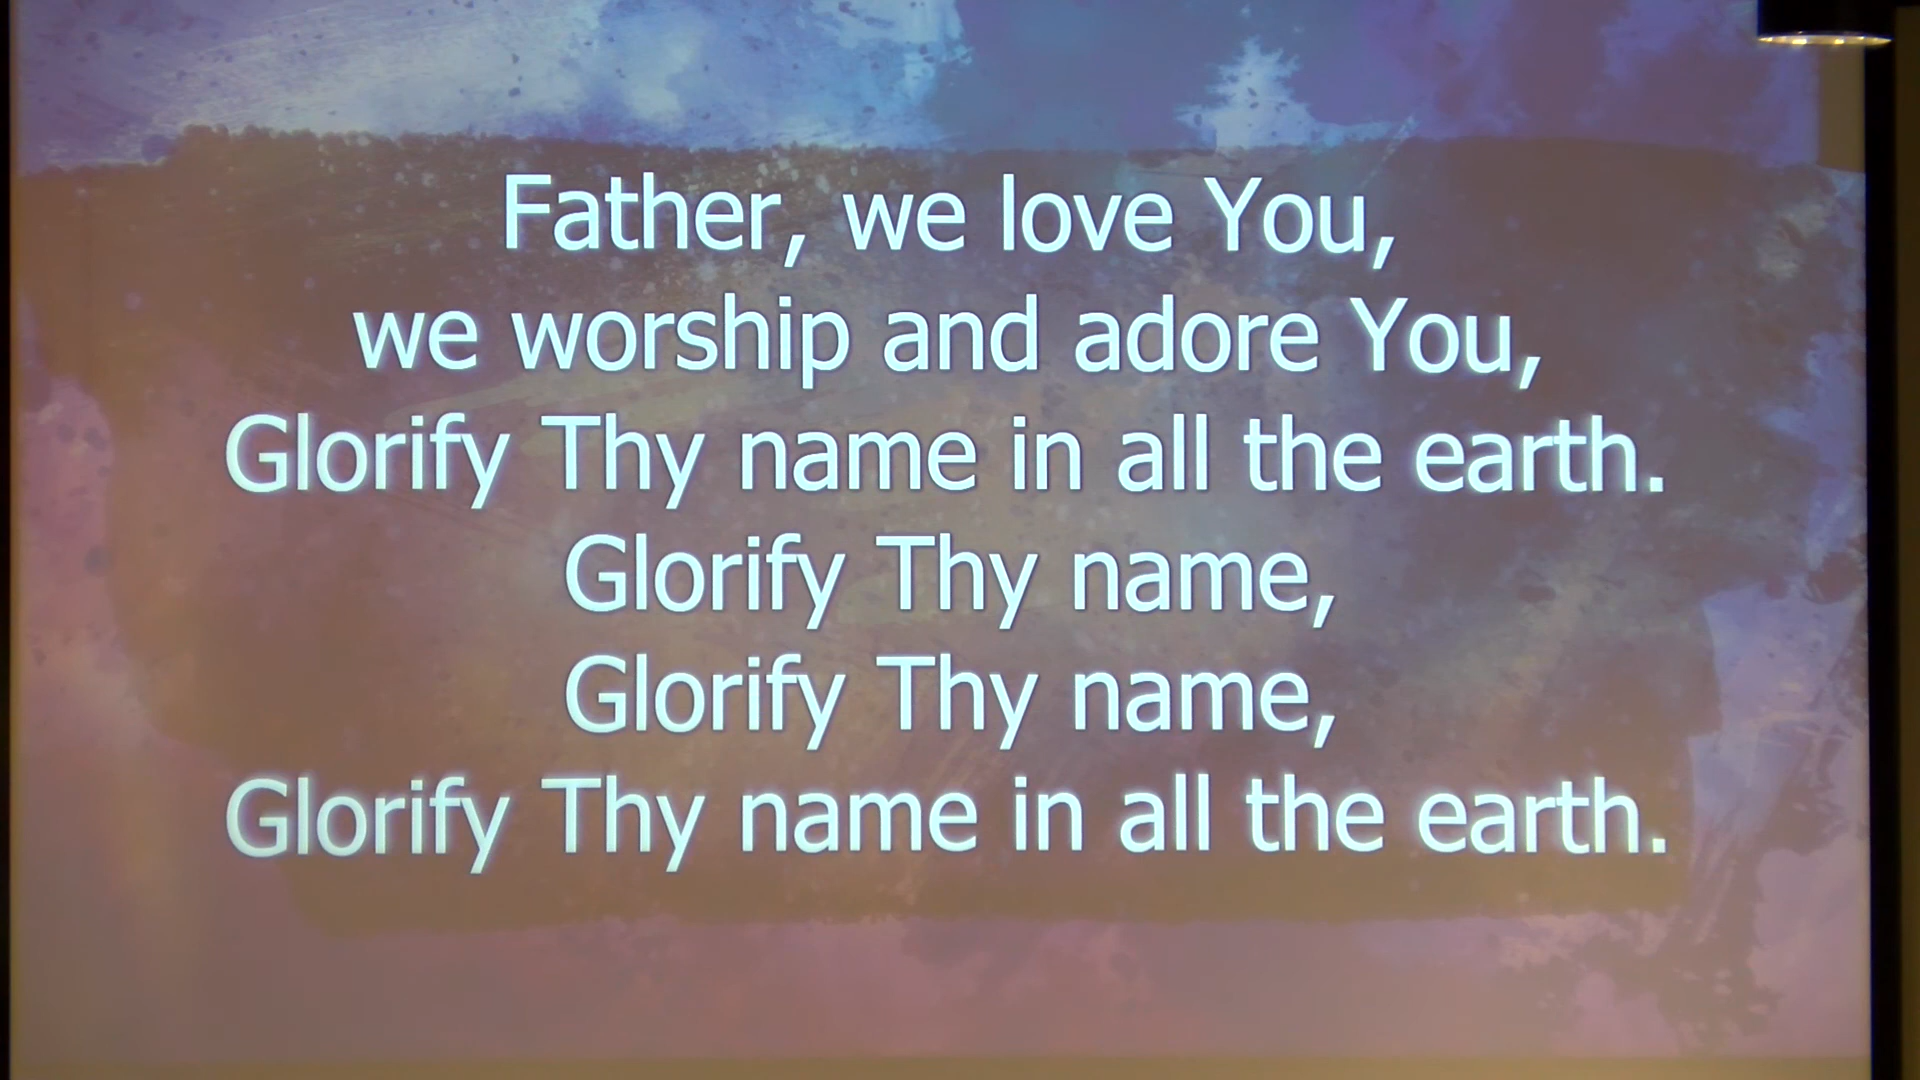 Father, we love You,
we worship and adore You,
Glorify Thy name in all the earth.
Glorify Thy name,
Glorify Thy name,
Glorify Thy name in all the earth.